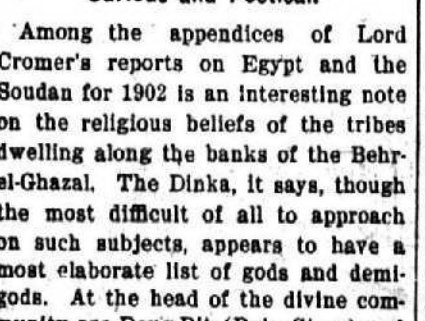 Among the appendices of Lord
Cromer's reports on Egypt and the
Soudan for 1902 is an interesting note
on the religious beliefs of the tribes
dwelling along the banks of the Behr-
el-Ghazal. The Dinka, it says, though
the most difficult of all to approach
on such subjects, appears to have a
most elaborate list of gods and demi-
gods. At the head of the divine com-